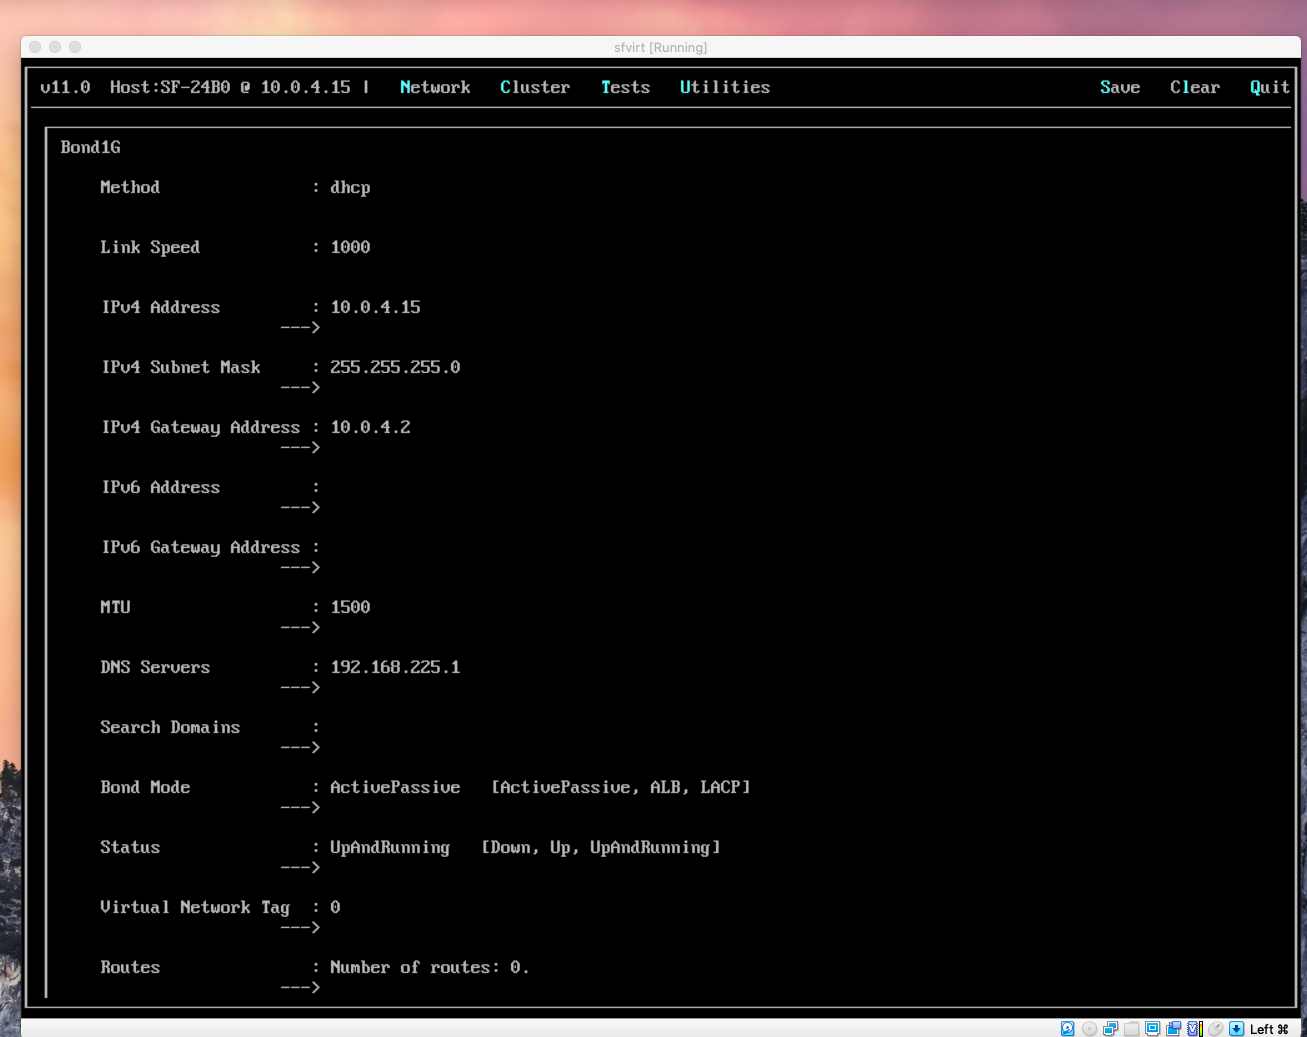 sfvirt [Running]
v11.0 Host:SF-24B0 @ 10.0.4.15 | Network Cluster Tests Utilities Save Clear Quit
Bond1G
Method : dhcp
Link Speed : 1000
IPv4 Address : 10.0.4.15
--->
IPv4 Subnet Mask : 255.255.255.0
--->
IPv4 Gateway Address : 10.0.4.2
--->
IPv6 Address :
--->
IPv6 Gateway Address :
--->
MTU : 1500
--->
DNS Servers : 192.168.225.1
--->
Search Domains :
--->
Bond Mode : ActivePassive [ActivePassive, ALB, LACP]
--->
Status : UpAndRunning [Down, Up, UpAndRunning]
--->
Virtual Network Tag : 0
--->
Routes : Number of routes: 0.
--->
Left ⌘